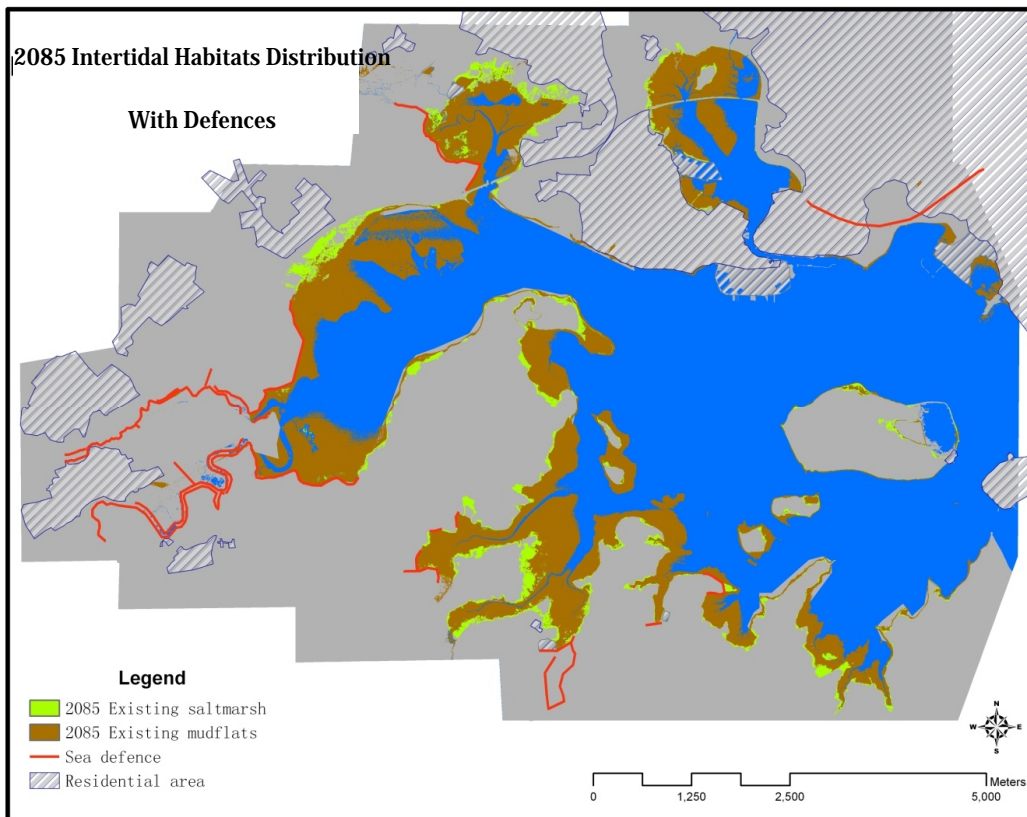 2085 Intertidal Habitats Distribution
With Defences
Legend
2085 Existing saltmarsh
2085 Existing mudflats
Sea defence
Residential area
N
W E
S
Meters
0 1,250 2,500 5,000